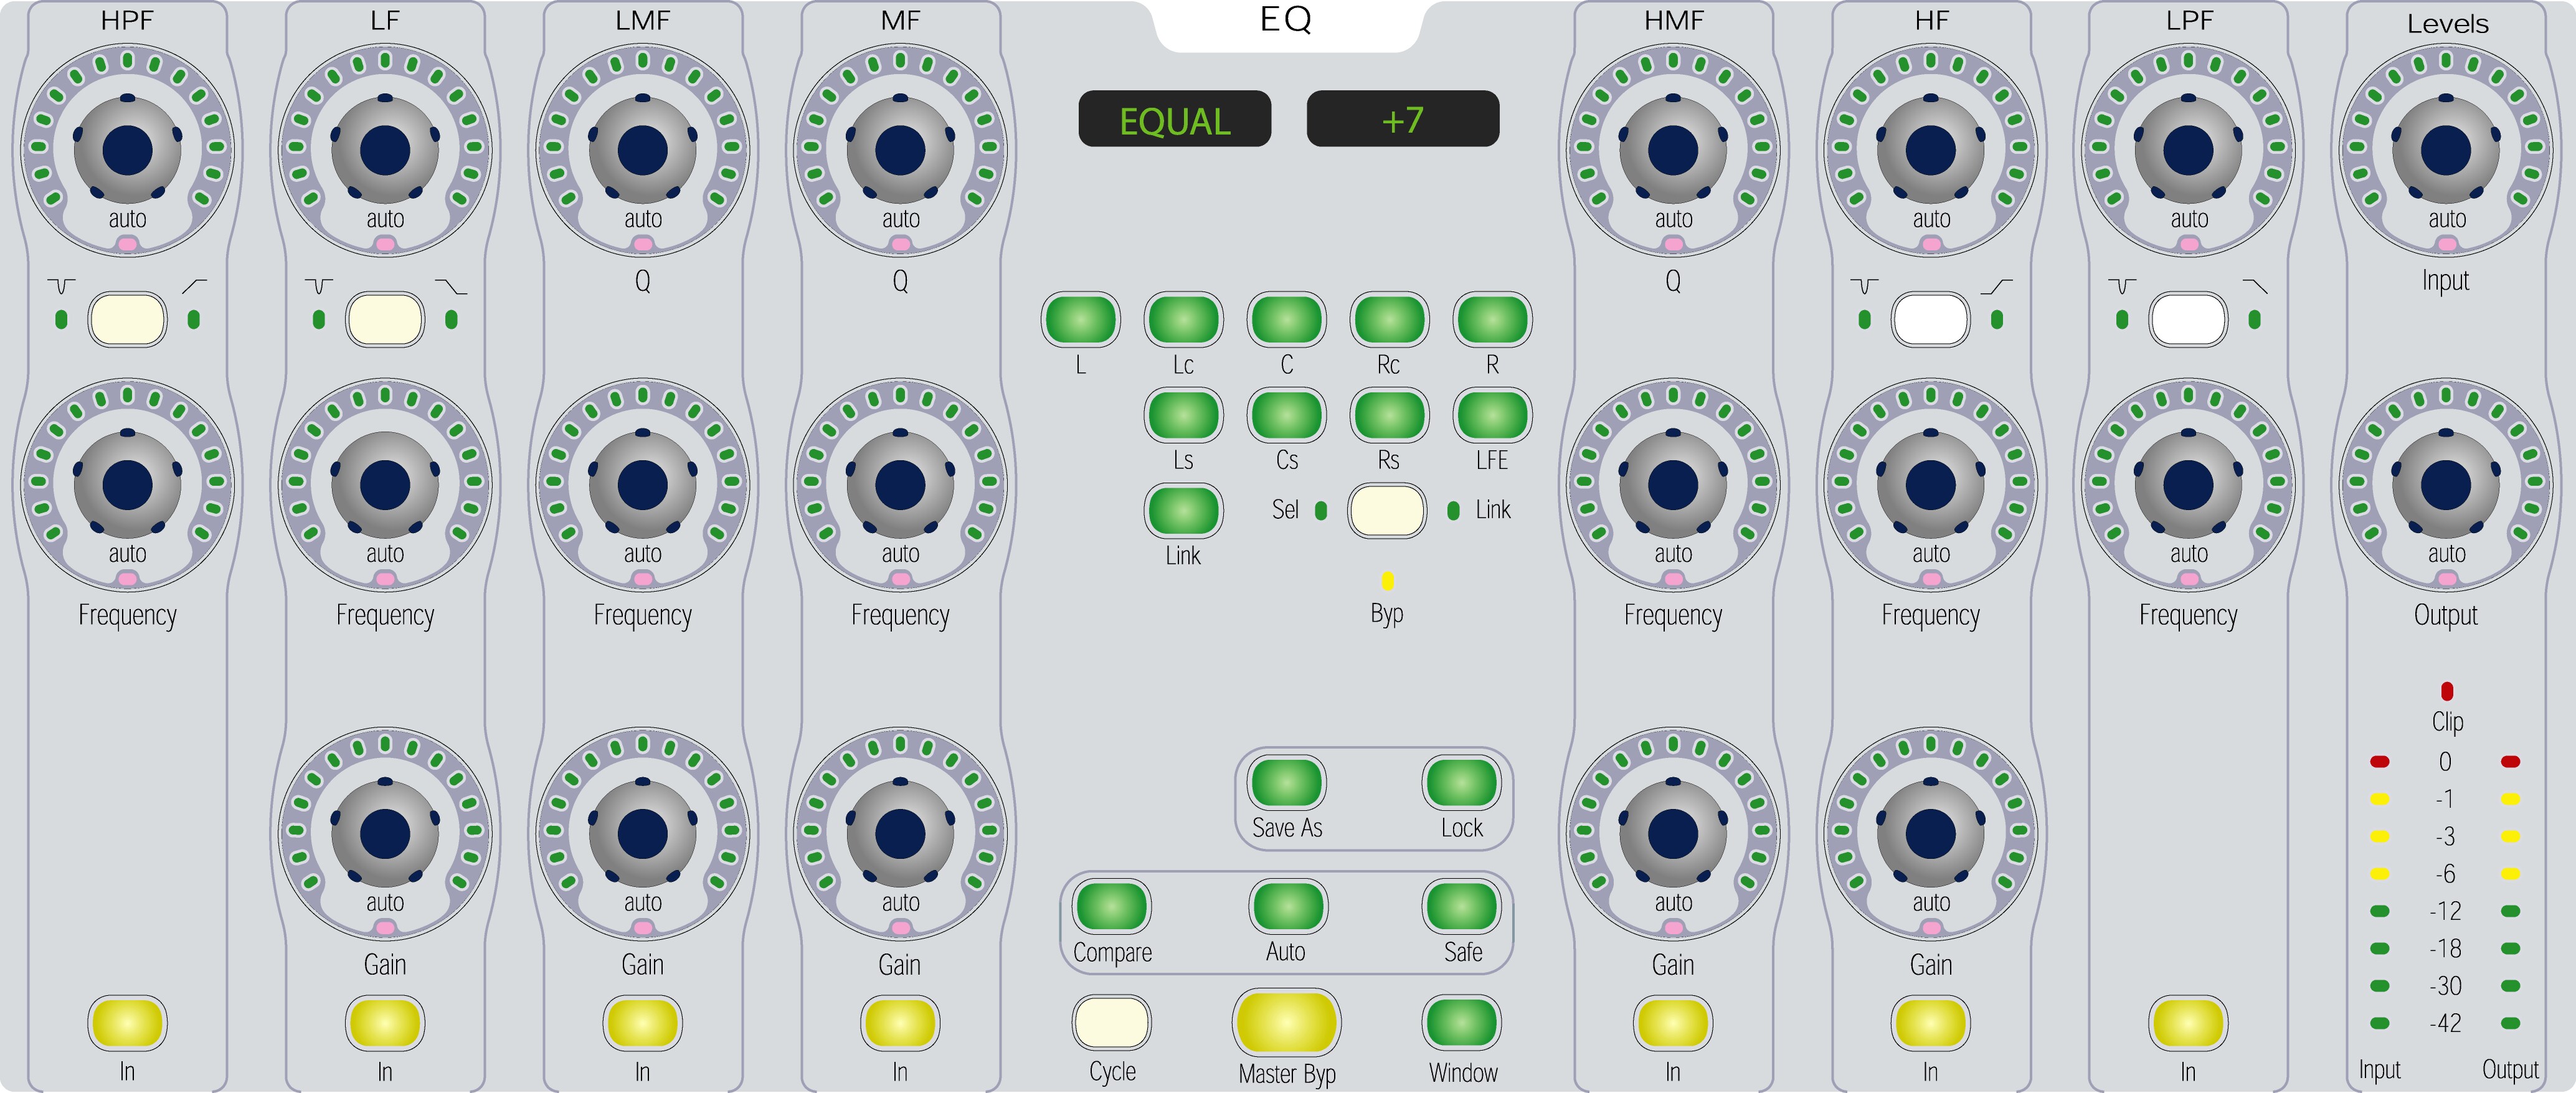 HPF LF LMF MF EQ HMF HF LPF Levels
EQUAL +7
auto auto auto auto auto auto auto auto
Q Q Q Input
L Lc C Rc R
Ls Cs Rs LFE
Sel Link
Link
auto auto auto auto auto auto auto auto
Byp
Frequency Frequency Frequency Frequency Frequency Frequency Frequency Output
Clip
0
-1
Save As Lock
-3
-6
auto auto auto auto auto
-12
Compare Auto Safe
-18
Gain Gain Gain Gain Gain
-30
-42
In In In In Cycle Master Byp Window In In In Input Output